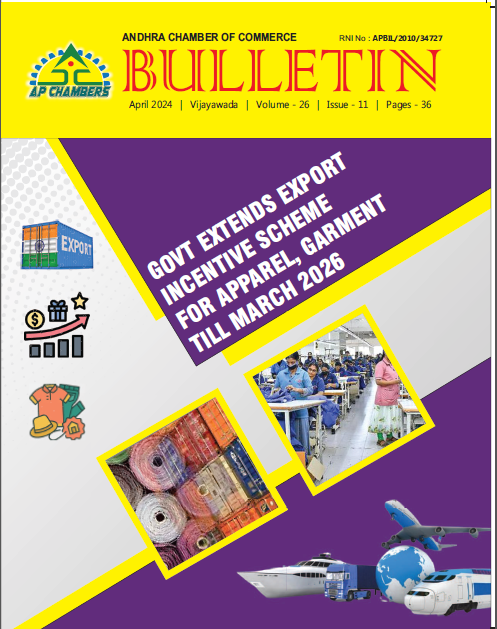 ANDHRA CHAMBER OF COMMERCE
RNI No : APBIL/2010/34727
BULLETIN
AP CHAMBERS
April 2024 | Vijayawada | Volume - 26 | Issue - 11 | Pages - 36
GOVT EXTENDS EXPORT
INCENTIVE SCHEME
FOR APPAREL, GARMENT
TILL MARCH 2026
EXPORT